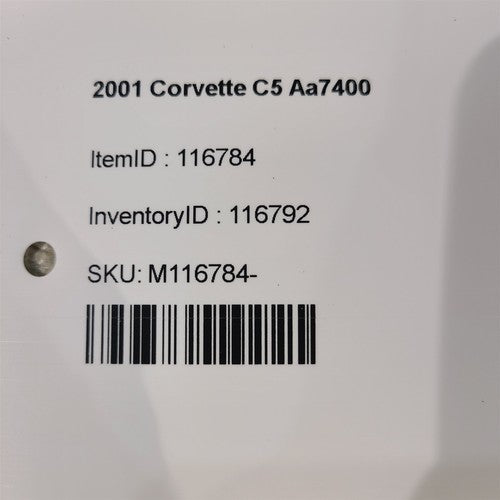 2001 Corvette C5 Aa7400
ItemID : 116784
InventoryID : 116792
SKU: M116784-